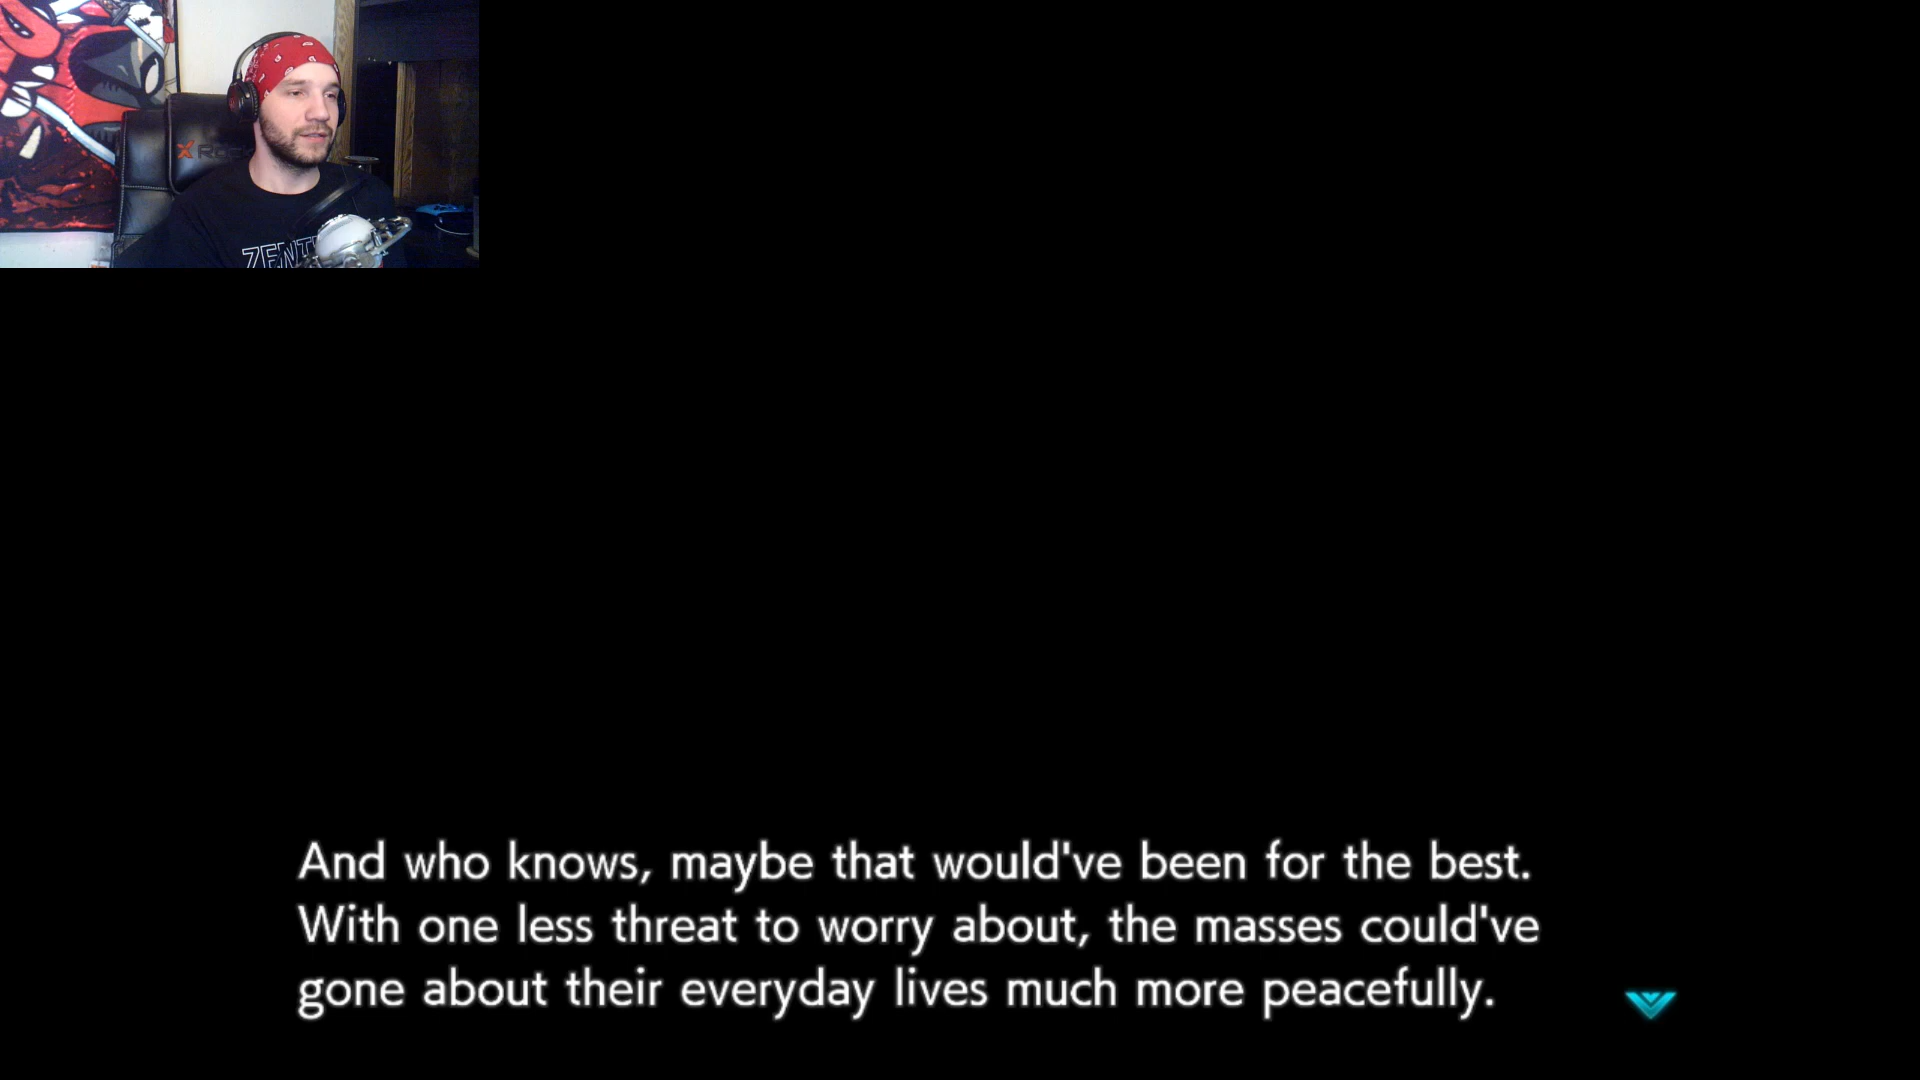 ZENT
And who knows, maybe that would've been for the best.
With one less threat to worry about, the masses could've
gone about their everyday lives much more peacefully.